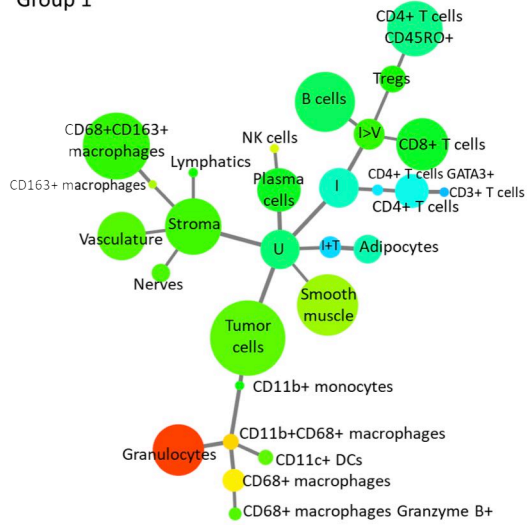 Group 1
CD4+ T cells
CD45RO+
Tregs
B cells
I>V
CD8+ T cells
CD68+CD163+
macrophages
NK cells
Lymphatics
CD163+ macrophages
Plasma
cells
I
CD4+ T cells GATA3+
CD3+ T cells
CD4+ T cells
Stroma
Vasculature
U
I+T
Adipocytes
Nerves
Smooth
muscle
Tumor
cells
CD11b+ monocytes
CD11b+CD68+ macrophages
Granulocytes
CD11c+ DCs
CD68+ macrophages
CD68+ macrophages Granzyme B+